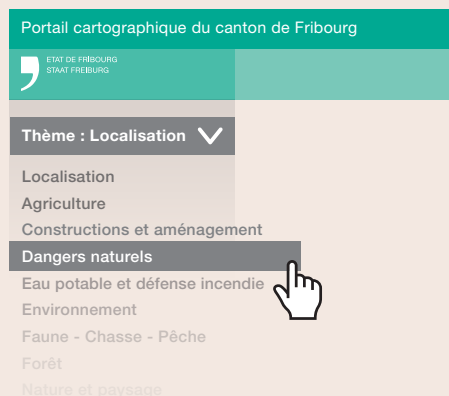 Portail cartographique du canton de Fribourg
ETAT DE FRIBOURG
STAAT FREIBURG
Thème : Localisation
Localisation
Agriculture
Constructions et aménagement
Dangers naturels
Eau potable et défense incendie
Environnement
Faune - Chasse - Pêche
Forêt
Nature et paysage